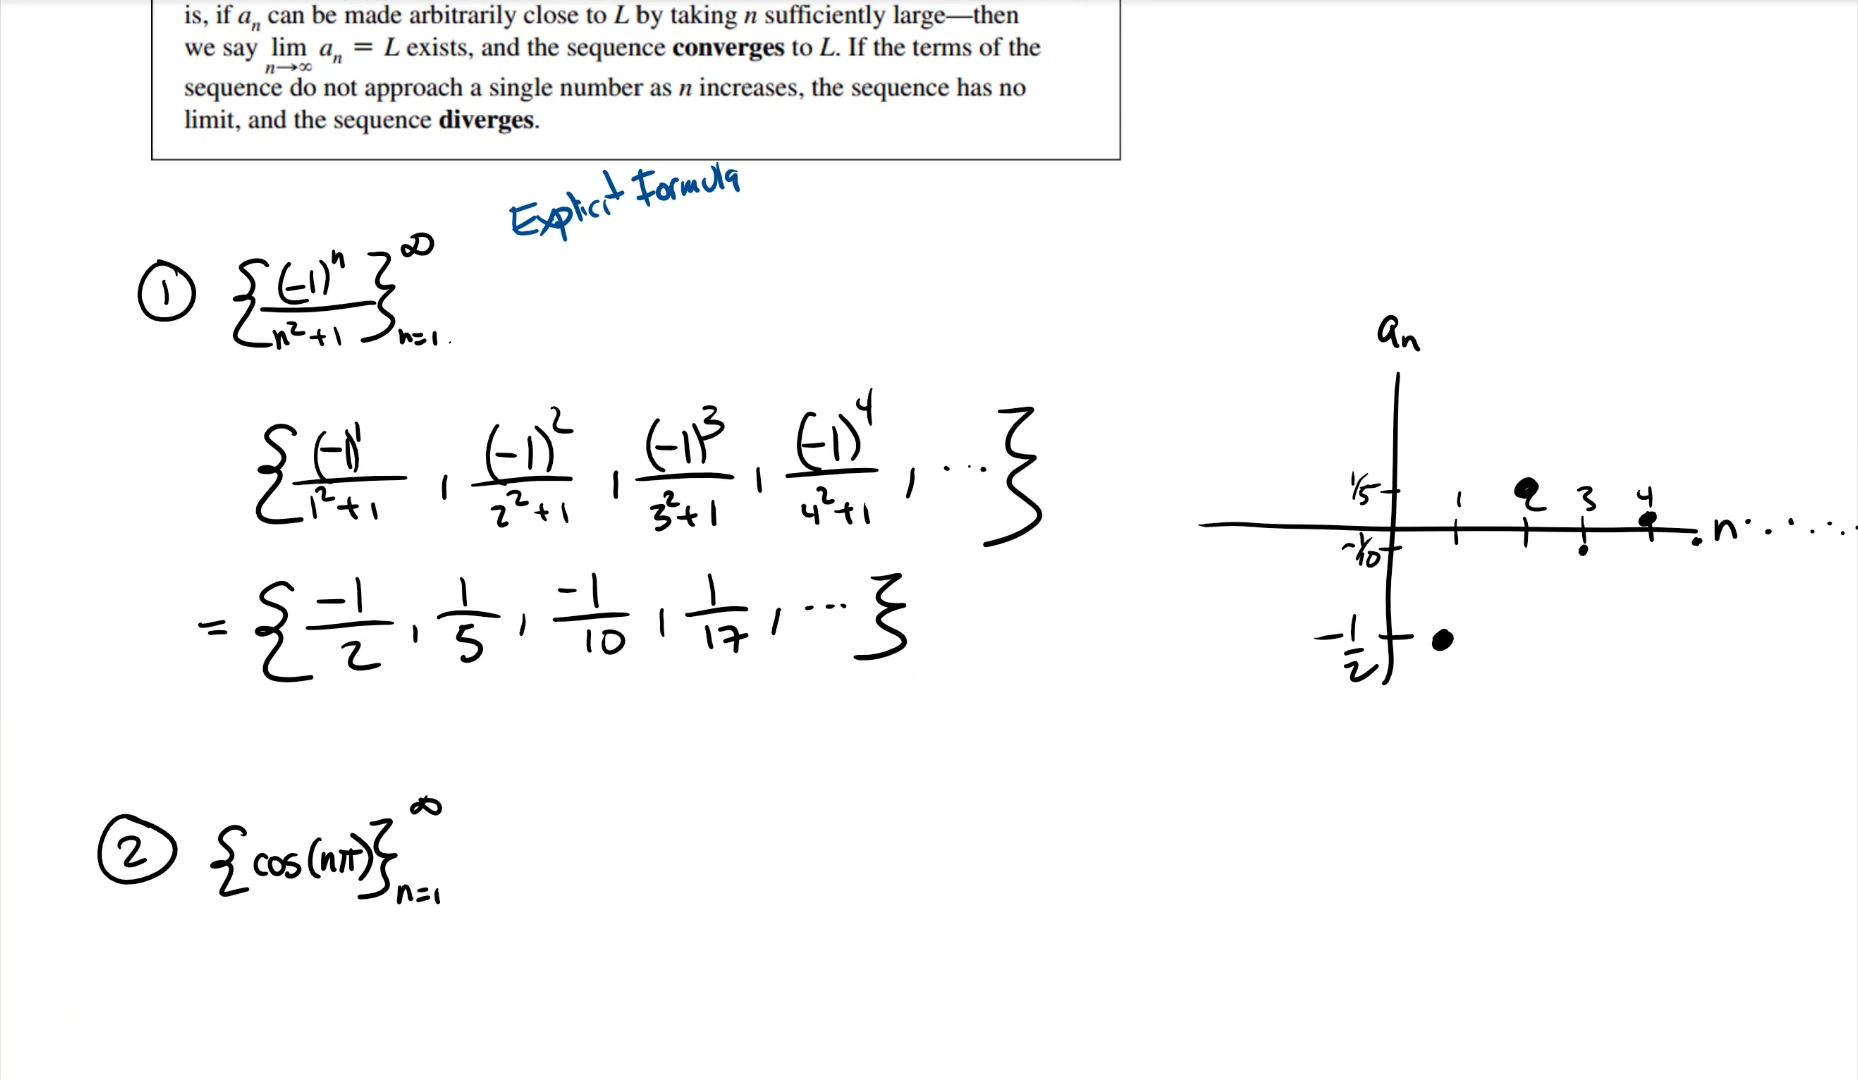 is, if aₙ can be made arbitrarily close to L by taking n sufficiently large—then
we say lim aₙ = L exists, and the sequence converges to L. If the terms of the
n→∞
sequence do not approach a single number as n increases, the sequence has no
limit, and the sequence diverges.
Explicit Formula
① {(-1)ⁿ / n²+1}^∞ n=1
{(-1)¹ / 1²+1, (-1)² / 2²+1, (-1)³ / 3²+1, (-1)⁴ / 4²+1, ...}
= {-1/2, 1/5, -1/10, 1/17, ...}
aₙ
1/5
1 2 3 4
n
-1/10
-1/2
② {cos(nπ)}^∞ n=1